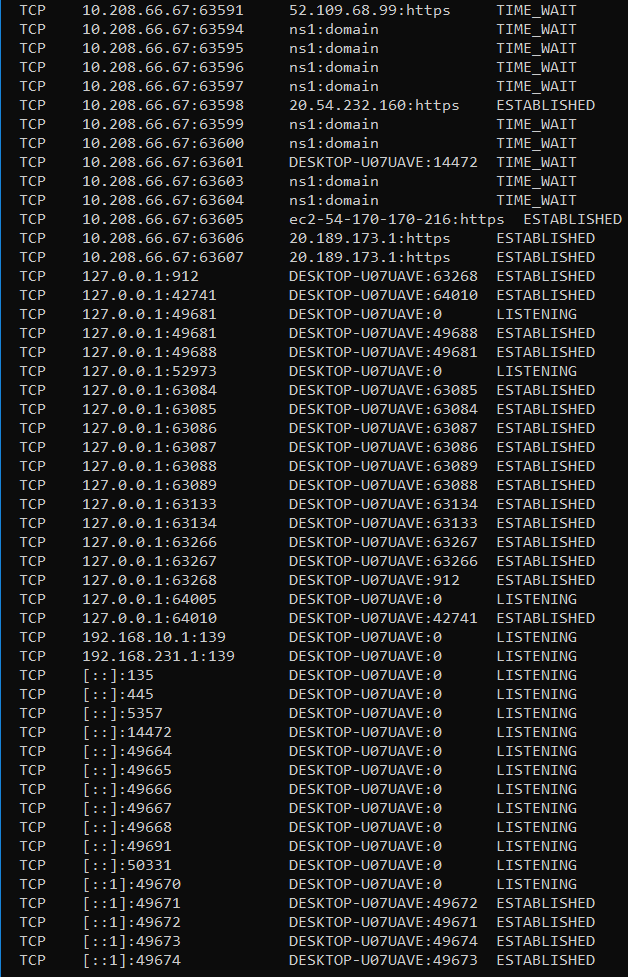 TCP 10.208.66.67:63591 52.109.68.99:https TIME_WAIT
TCP 10.208.66.67:63594 ns1:domain TIME_WAIT
TCP 10.208.66.67:63595 ns1:domain TIME_WAIT
TCP 10.208.66.67:63596 ns1:domain TIME_WAIT
TCP 10.208.66.67:63597 ns1:domain TIME_WAIT
TCP 10.208.66.67:63598 20.54.232.160:https ESTABLISHED
TCP 10.208.66.67:63599 ns1:domain TIME_WAIT
TCP 10.208.66.67:63600 ns1:domain TIME_WAIT
TCP 10.208.66.67:63601 DESKTOP-U07UAVE:14472 TIME_WAIT
TCP 10.208.66.67:63603 ns1:domain TIME_WAIT
TCP 10.208.66.67:63604 ns1:domain TIME_WAIT
TCP 10.208.66.67:63605 ec2-54-170-170-216:https ESTABLISHED
TCP 10.208.66.67:63606 20.189.173.1:https ESTABLISHED
TCP 10.208.66.67:63607 20.189.173.1:https ESTABLISHED
TCP 127.0.0.1:912 DESKTOP-U07UAVE:63268 ESTABLISHED
TCP 127.0.0.1:42741 DESKTOP-U07UAVE:64010 ESTABLISHED
TCP 127.0.0.1:49681 DESKTOP-U07UAVE:0 LISTENING
TCP 127.0.0.1:49681 DESKTOP-U07UAVE:49688 ESTABLISHED
TCP 127.0.0.1:49688 DESKTOP-U07UAVE:49681 ESTABLISHED
TCP 127.0.0.1:52973 DESKTOP-U07UAVE:0 LISTENING
TCP 127.0.0.1:63084 DESKTOP-U07UAVE:63085 ESTABLISHED
TCP 127.0.0.1:63085 DESKTOP-U07UAVE:63084 ESTABLISHED
TCP 127.0.0.1:63086 DESKTOP-U07UAVE:63087 ESTABLISHED
TCP 127.0.0.1:63087 DESKTOP-U07UAVE:63086 ESTABLISHED
TCP 127.0.0.1:63088 DESKTOP-U07UAVE:63089 ESTABLISHED
TCP 127.0.0.1:63089 DESKTOP-U07UAVE:63088 ESTABLISHED
TCP 127.0.0.1:63133 DESKTOP-U07UAVE:63134 ESTABLISHED
TCP 127.0.0.1:63134 DESKTOP-U07UAVE:63133 ESTABLISHED
TCP 127.0.0.1:63266 DESKTOP-U07UAVE:63267 ESTABLISHED
TCP 127.0.0.1:63267 DESKTOP-U07UAVE:63266 ESTABLISHED
TCP 127.0.0.1:63268 DESKTOP-U07UAVE:912 ESTABLISHED
TCP 127.0.0.1:64005 DESKTOP-U07UAVE:0 LISTENING
TCP 127.0.0.1:64010 DESKTOP-U07UAVE:42741 ESTABLISHED
TCP 192.168.10.1:139 DESKTOP-U07UAVE:0 LISTENING
TCP 192.168.231.1:139 DESKTOP-U07UAVE:0 LISTENING
TCP [::]:135 DESKTOP-U07UAVE:0 LISTENING
TCP [::]:445 DESKTOP-U07UAVE:0 LISTENING
TCP [::]:5357 DESKTOP-U07UAVE:0 LISTENING
TCP [::]:14472 DESKTOP-U07UAVE:0 LISTENING
TCP [::]:49664 DESKTOP-U07UAVE:0 LISTENING
TCP [::]:49665 DESKTOP-U07UAVE:0 LISTENING
TCP [::]:49666 DESKTOP-U07UAVE:0 LISTENING
TCP [::]:49667 DESKTOP-U07UAVE:0 LISTENING
TCP [::]:49668 DESKTOP-U07UAVE:0 LISTENING
TCP [::]:49691 DESKTOP-U07UAVE:0 LISTENING
TCP [::]:50331 DESKTOP-U07UAVE:0 LISTENING
TCP [::1]:49670 DESKTOP-U07UAVE:0 LISTENING
TCP [::1]:49671 DESKTOP-U07UAVE:49672 ESTABLISHED
TCP [::1]:49672 DESKTOP-U07UAVE:49671 ESTABLISHED
TCP [::1]:49673 DESKTOP-U07UAVE:49674 ESTABLISHED
TCP [::1]:49674 DESKTOP-U07UAVE:49673 ESTABLISHED